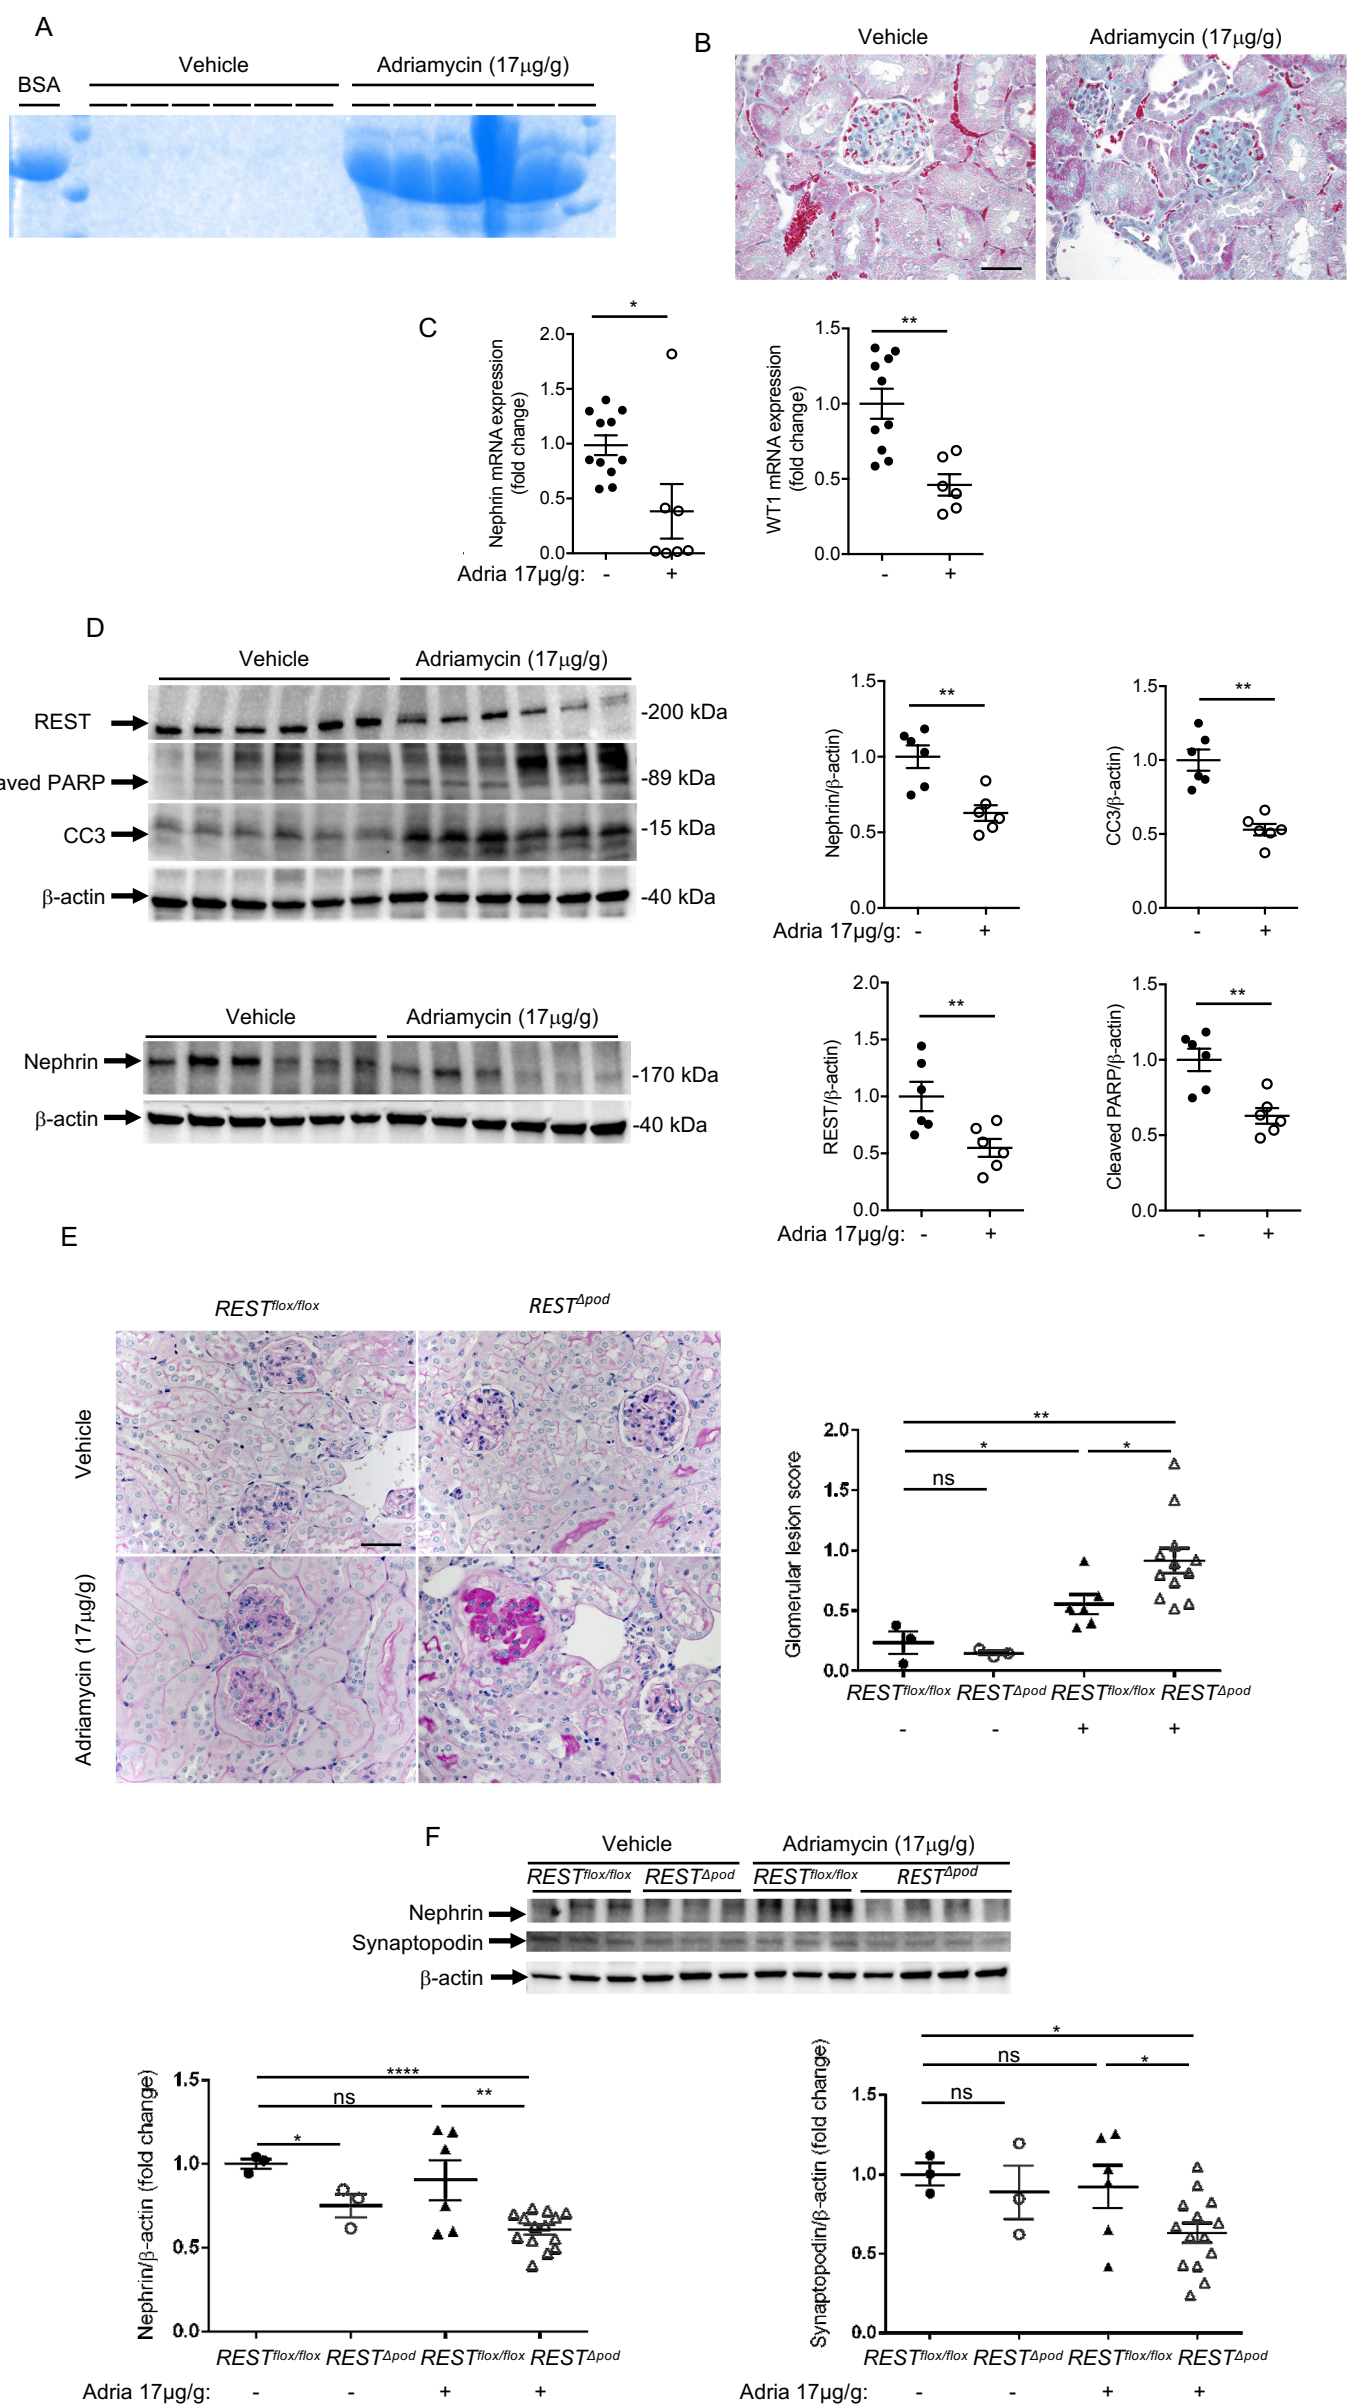 A
Vehicle
Adriamycin (17μg/g)
BSA
B
Vehicle
Adriamycin (17μg/g)
C
*
2.0
1.5
1.0
0.5
0.0
Nephrin mRNA expression
(fold change)
Adria 17μg/g:
-
+
**
1.5
1.0
0.5
0.0
WT1 mRNA expression
(fold change)
-
+
D
Vehicle
Adriamycin (17μg/g)
REST
-200 kDa
aved PARP
-89 kDa
CC3
-15 kDa
β-actin
-40 kDa
Vehicle
Adriamycin (17μg/g)
Nephrin
-170 kDa
β-actin
-40 kDa
**
1.5
1.0
0.5
0.0
Nephrin/β-actin)
Adria 17μg/g:
-
+
**
1.5
1.0
0.5
0.0
CC3/β-actin)
-
+
**
2.0
1.5
1.0
0.5
0.0
REST/β-actin)
Adria 17μg/g:
-
+
**
1.5
1.0
0.5
0.0
Cleaved PARP/β-actin)
-
+
E
REST^flox/flox
REST^Δpod
Vehicle
Adriamycin (17μg/g)
**
*
*
ns
2.0
1.5
1.0
0.5
0.0
Glomerular lesion score
REST^flox/flox REST^Δpod REST^flox/flox REST^Δpod
-
-
+
+
F
Vehicle
Adriamycin (17μg/g)
REST^flox/flox REST^Δpod REST^flox/flox REST^Δpod
Nephrin
Synaptopodin
β-actin
****
ns
**
*
1.5
1.0
0.5
0.0
Nephrin/β-actin (fold change)
REST^flox/flox REST^Δpod REST^flox/flox REST^Δpod
Adria 17μg/g:
-
-
+
+
*
ns
*
ns
1.5
1.0
0.5
0.0
Synaptopodin/β-actin (fold change)
REST^flox/flox REST^Δpod REST^flox/flox REST^Δpod
Adria 17μg/g:
-
-
+
+